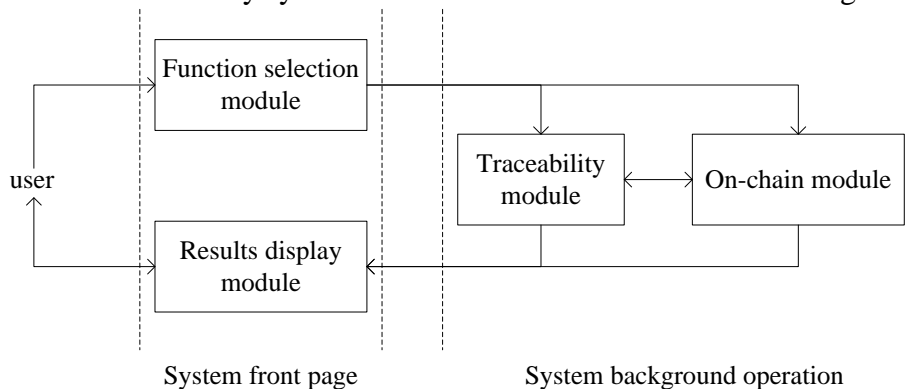 Function selection
module
Traceability
module
On-chain module
user
Results display
module
System front page
System background operation